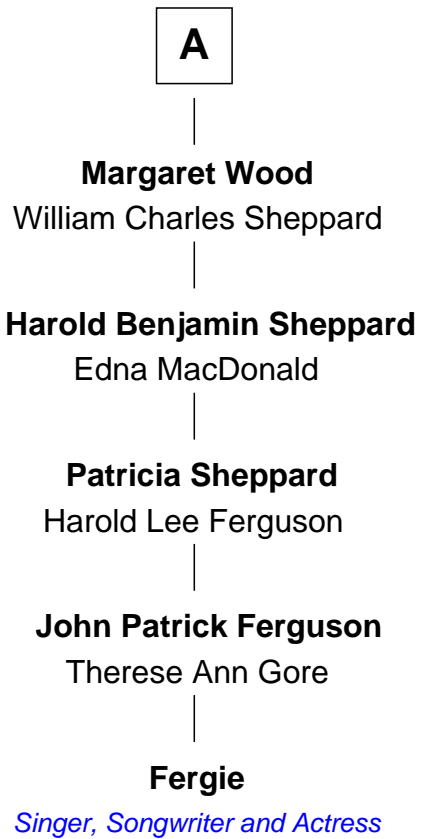 A
Margaret Wood
William Charles Sheppard
Harold Benjamin Sheppard
Edna MacDonald
Patricia Sheppard
Harold Lee Ferguson
John Patrick Ferguson
Therese Ann Gore
Fergie
Singer, Songwriter and Actress